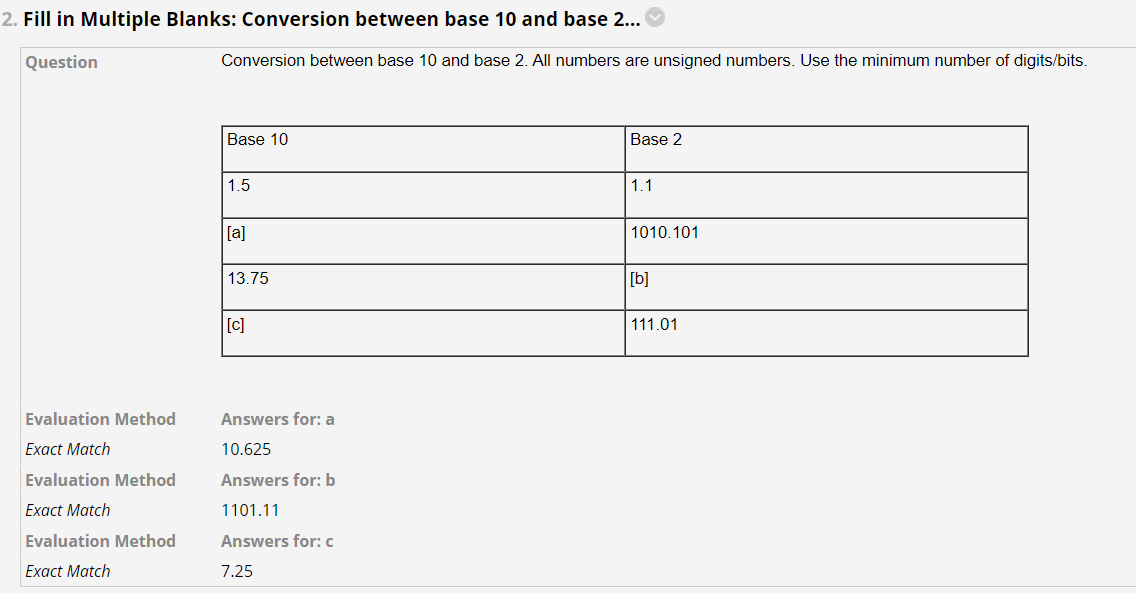 2. Fill in Multiple Blanks: Conversion between base 10 and base 2...
Question Conversion between base 10 and base 2. All numbers are unsigned numbers. Use the minimum number of digits/bits.
Base 10 Base 2
1.5 1.1
[a] 1010.101
13.75 [b]
[c] 111.01
Evaluation Method Answers for: a
Exact Match 10.625
Evaluation Method Answers for: b
Exact Match 1101.11
Evaluation Method Answers for: c
Exact Match 7.25